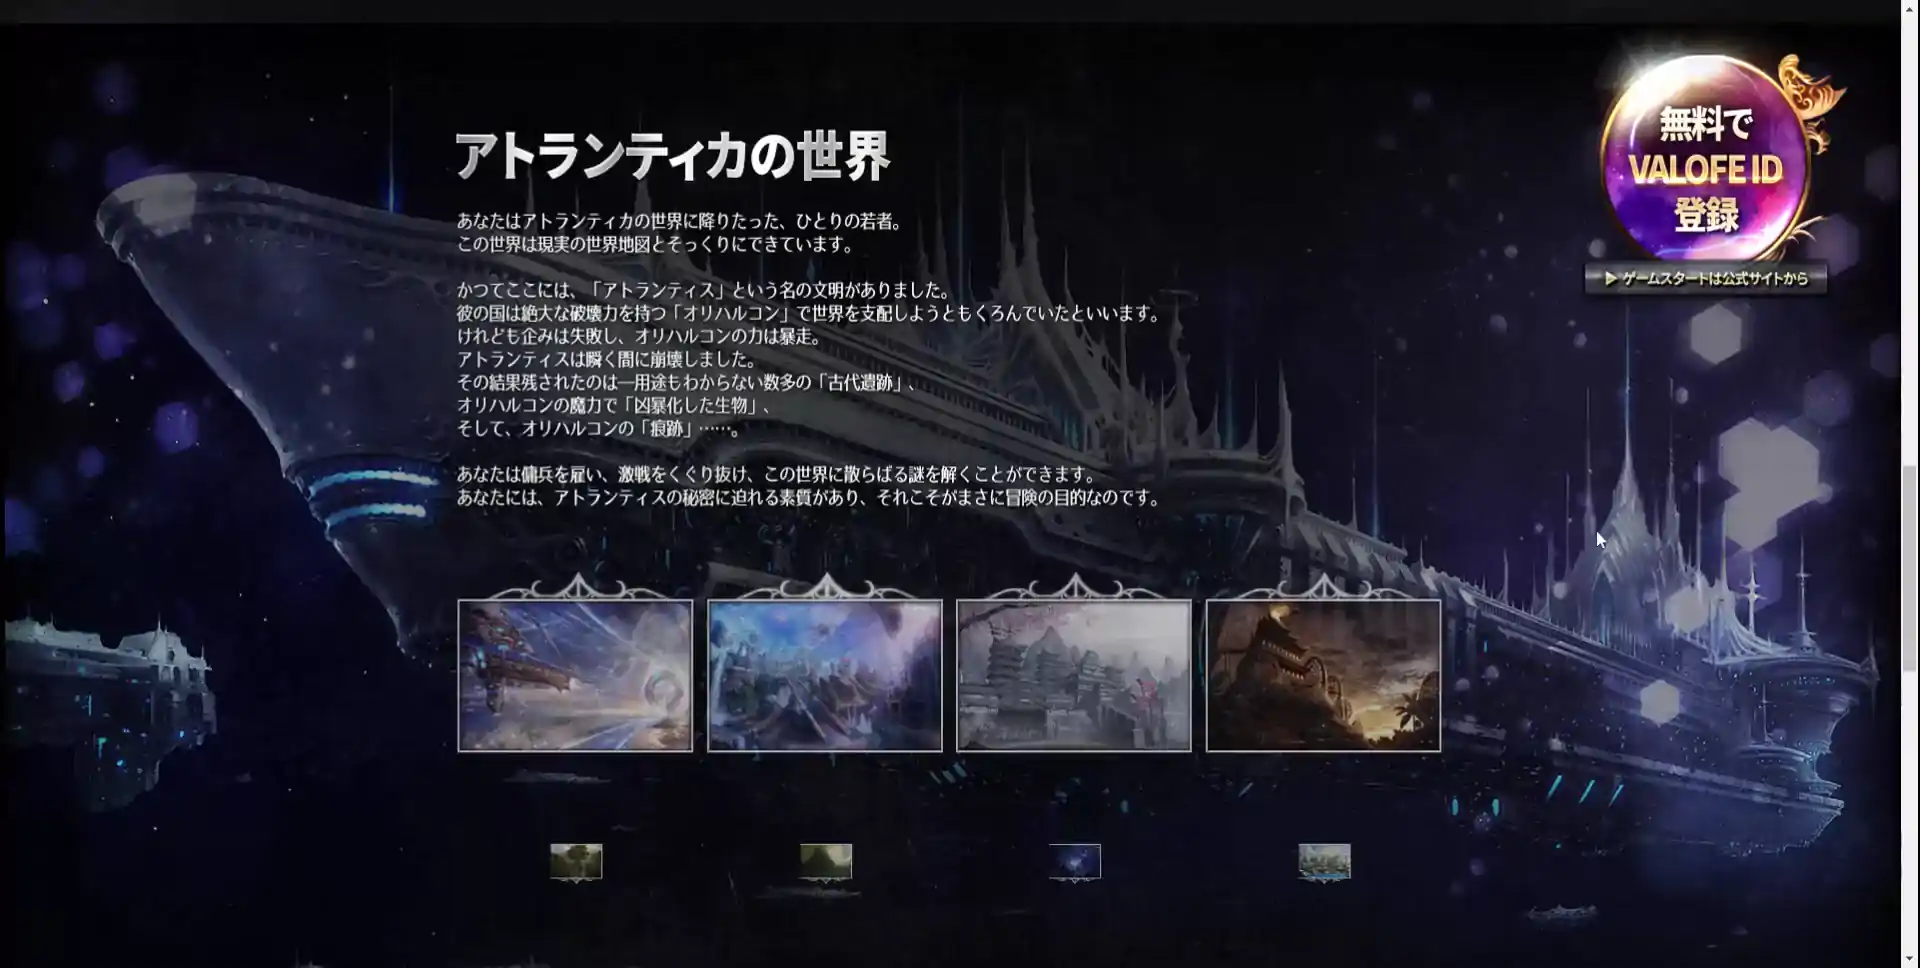 アトランティカの世界
あなたはアトランティカの世界に降りたった、ひとりの若者。
この世界は現実の世界地図とそっくりにできています。
かつてここには、「アトランティス」という名の文明がありました。
彼の国は絶大な破壊力を持つ「オリハルコン」で世界を支配しようともくろんでいたといいます。
けれども企みは失敗し、オリハルコンの力は暴走。
アトランティスは瞬く間に崩壊しました。
その結果残されたのは―用途もわからない数多の「古代遺跡」、
オリハルコンの魔力で「凶暴化した生物」、
そして、オリハルコンの「痕跡」……。
あなたは傭兵を雇い、激戦をくぐり抜け、この世界に散らばる謎を解くことができます。
あなたには、アトランティスの秘密に迫れる素質があり、それこそがまさに冒険の目的なのです。
無料で
VALOFE ID
登録
▶ ゲームスタートは公式サイトから